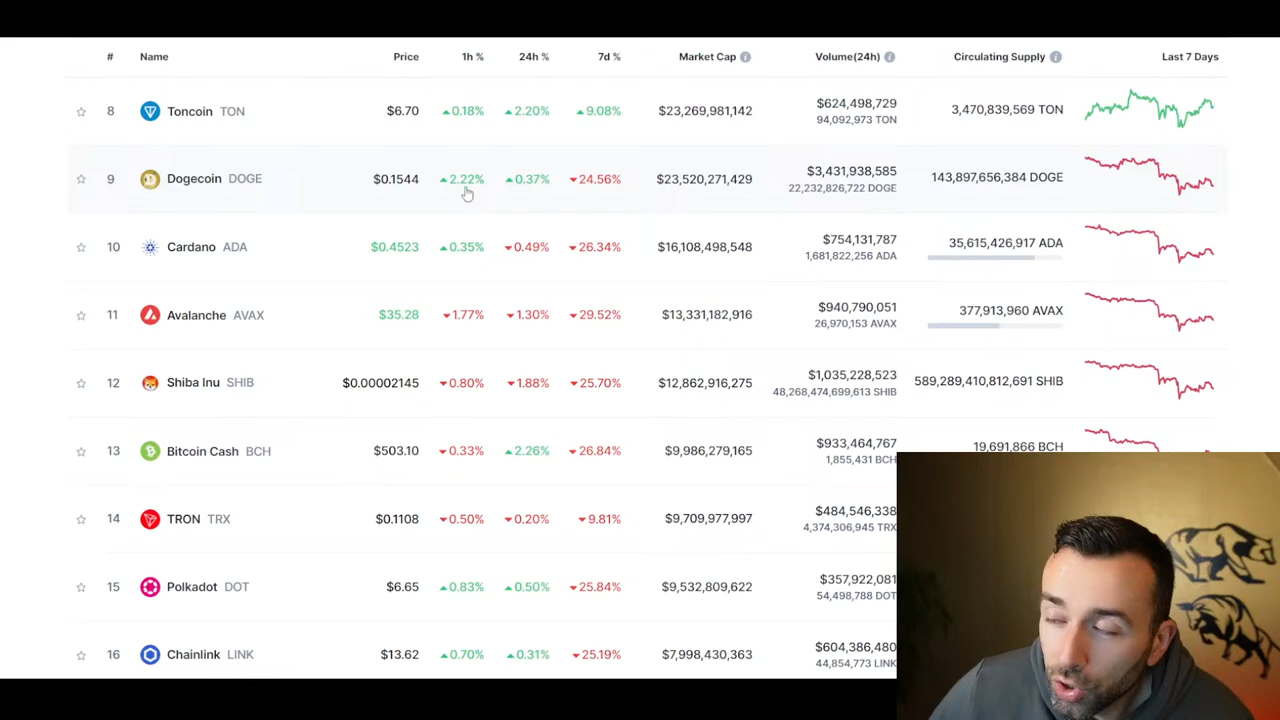 # Name Price 1h % 24h % 7d % Market Cap Volume(24h) Circulating Supply Last 7 Days
8 Toncoin TON $6.70 0.18% 2.20% 9.08% $23,269,981,142 $624,498,729 3,470,839,569 TON
94,092,973 TON
9 Dogecoin DOGE $0.1544 2.22% 0.37% 24.56% $23,520,271,429 $3,431,938,585 143,897,656,384 DOGE
22,232,826,722 DOGE
10 Cardano ADA $0.4523 0.35% 0.49% 26.34% $16,108,498,548 $754,131,787 35,615,426,917 ADA
1,681,822,256 ADA
11 Avalanche AVAX $35.28 1.77% 1.30% 29.52% $13,331,182,916 $940,790,051 377,913,960 AVAX
26,970,153 AVAX
12 Shiba Inu SHIB $0.00002145 0.80% 1.88% 25.70% $12,862,916,275 $1,035,228,523 589,289,410,812,691 SHIB
48,268,474,699,613 SHIB
13 Bitcoin Cash BCH $503.10 0.33% 2.26% 26.84% $9,986,279,165 $933,464,767 19,691,866 BCH
1,855,431 BCH
14 TRON TRX $0.1108 0.50% 0.20% 9.81% $9,709,977,997 $484,546,338
4,374,306,945 TRX
15 Polkadot DOT $6.65 0.83% 0.50% 25.84% $9,532,809,622 $357,922,081
54,498,788 DOT
16 Chainlink LINK $13.62 0.70% 0.31% 25.19% $7,998,430,363 $604,386,480
44,854,773 LINK